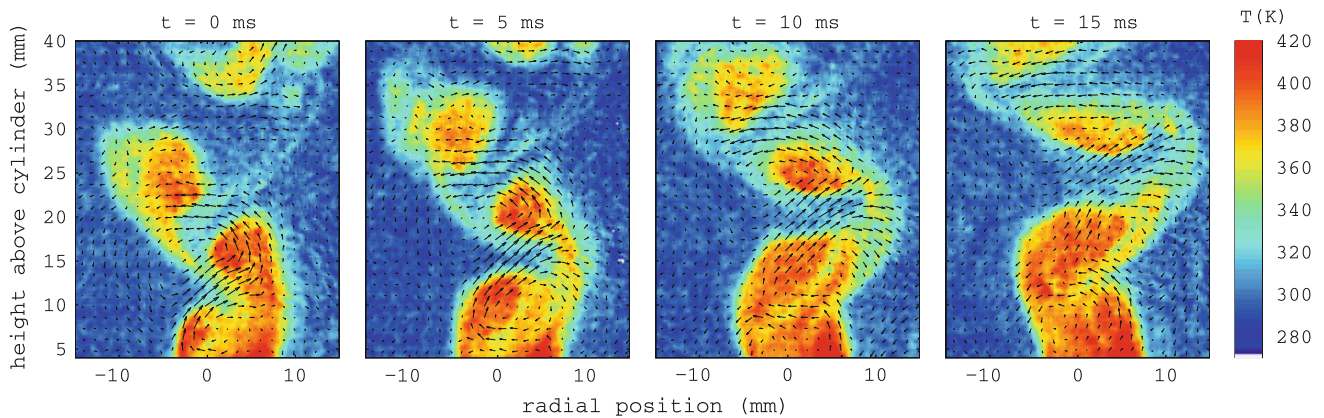 t = 0 ms
t = 5 ms
t = 10 ms
t = 15 ms
T(K)
height above cylinder (mm)
40
35
30
25
20
15
10
5
-10 0 10
-10 0 10
-10 0 10
-10 0 10
radial position (mm)
420
400
380
360
340
320
300
280